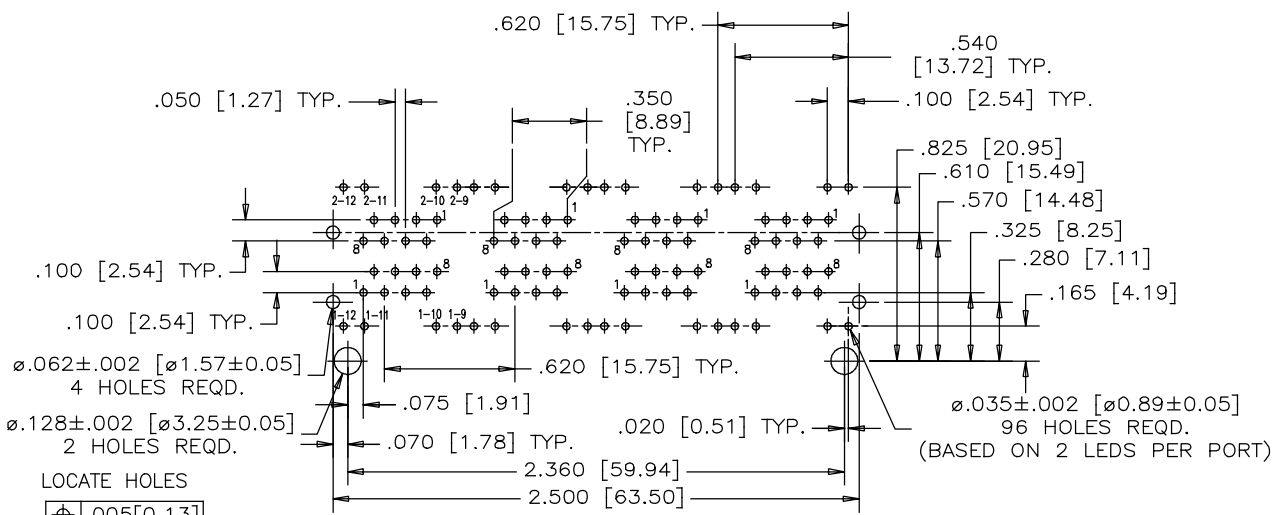 .620 [15.75] TYP.
.540
[13.72] TYP.
.050 [1.27] TYP.
.350
[8.89]
TYP.
.100 [2.54] TYP.
.825 [20.95]
.610 [15.49]
.570 [14.48]
.325 [8.25]
.280 [7.11]
.165 [4.19]
2-12 2-11 2-10 2-9
1 1 1 1
8 8 8 8
.100 [2.54] TYP.
8 8 8 8
1 1 1 1
.100 [2.54] TYP.
1-12 1-11 1-10 1-9
ø.062±.002 [ø1.57±0.05]
4 HOLES REQD.
.620 [15.75] TYP.
ø.128±.002 [ø3.25±0.05]
2 HOLES REQD.
.075 [1.91]
.070 [1.78] TYP.
.020 [0.51] TYP.
ø.035±.002 [ø0.89±0.05]
96 HOLES REQD.
(BASED ON 2 LEDS PER PORT)
2.360 [59.94]
2.500 [63.50]
LOCATE HOLES
⌖ .005[0.13]